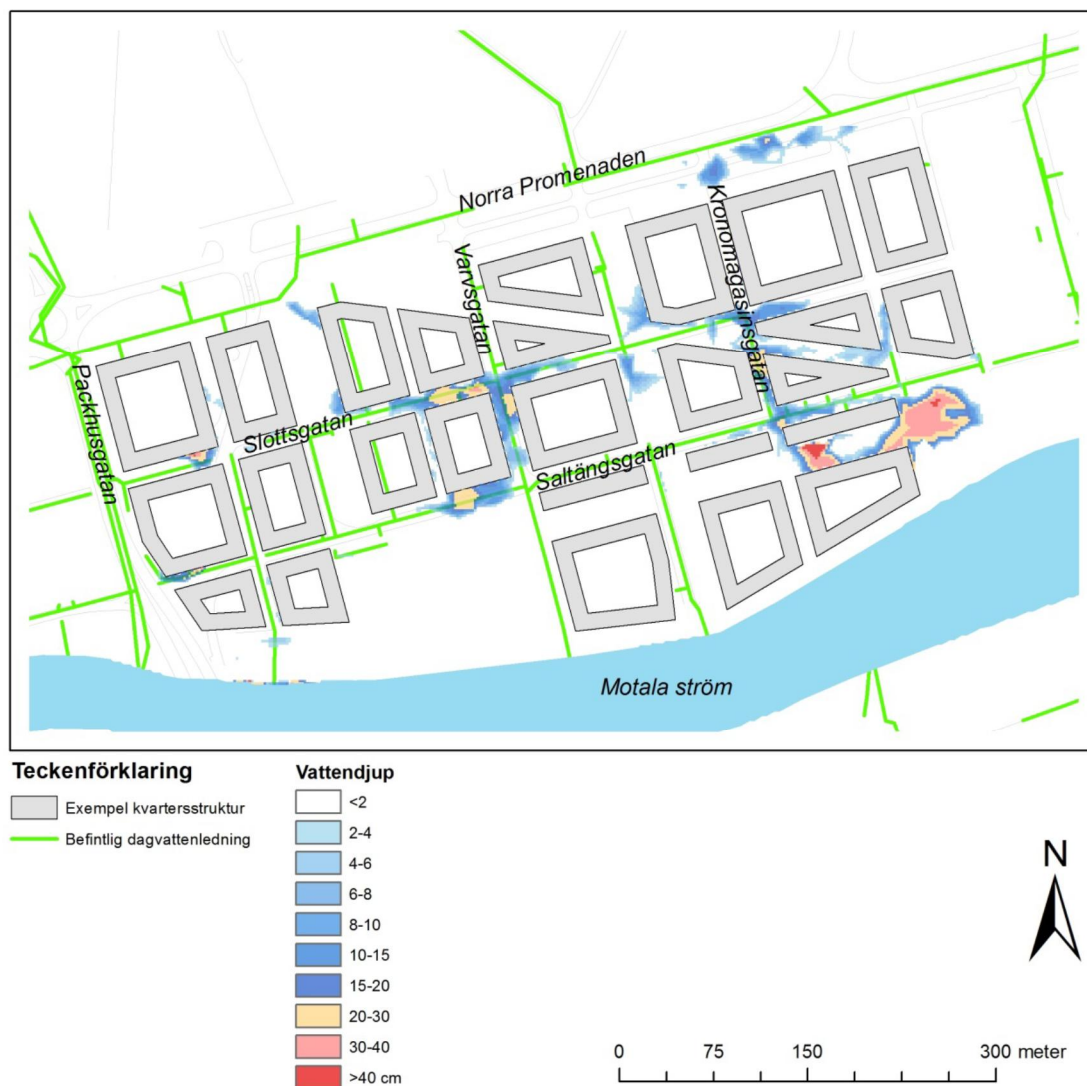 Norra Promenaden
Kronomagasinsgatan
Varvsgatan
Packhusgatan
Slottsgatan
Saltängsgatan
Motala ström
Teckenförklaring
Exempel kvartersstruktur
Befintlig dagvattenledning
Vattendjup
<2
2-4
4-6
6-8
8-10
10-15
15-20
20-30
30-40
>40 cm
N
0 75 150 300 meter